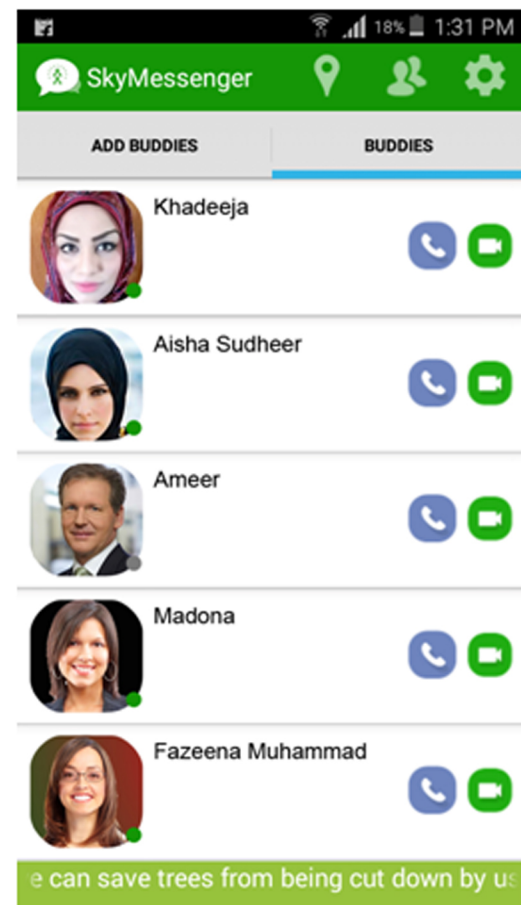 18% 1:31 PM
SkyMessenger
ADD BUDDIES BUDDIES
Khadeeja
Aisha Sudheer
Ameer
Madona
Fazeena Muhammad
e can save trees from being cut down by us